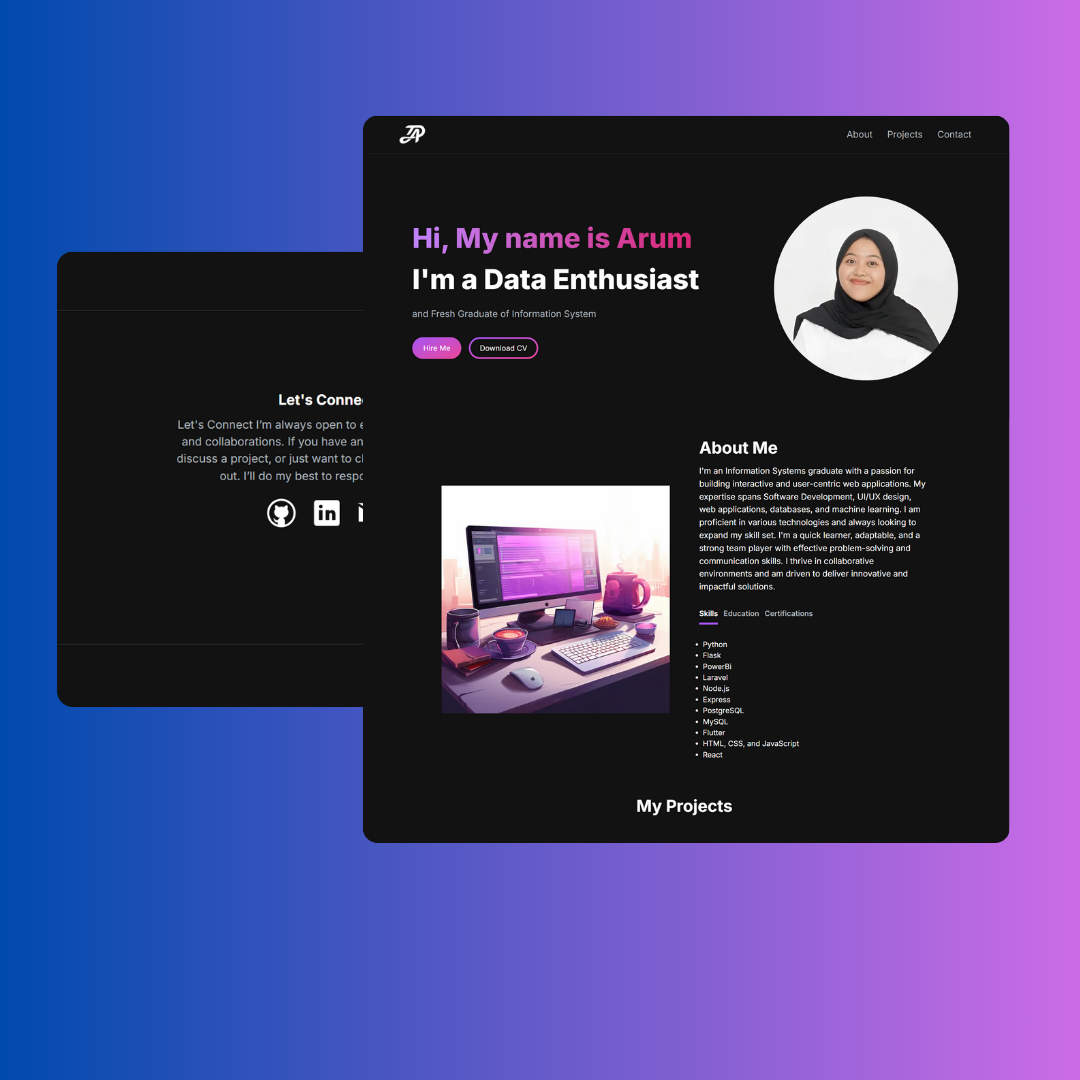 About Projects Contact
Hi, My name is Arum
I'm a Data Enthusiast
and Fresh Graduate of Information System
Hire Me Download CV
About Me
I'm an Information Systems graduate with a passion for
building interactive and user-centric web applications. My
expertise spans Software Development, UI/UX design,
web applications, databases, and machine learning. I am
proficient in various technologies and always looking to
expand my skill set. I'm a quick learner, adaptable, and a
strong team player with effective problem-solving and
communication skills. I thrive in collaborative
environments and am driven to deliver innovative and
impactful solutions.
Skills Education Certifications
• Python
• Flask
• PowerBi
• Laravel
• Node.js
• Express
• PostgreSQL
• MySQL
• Flutter
• HTML, CSS, and JavaScript
• React
My Projects
Let's Conne
Let's Connect I'm always open to e
and collaborations. If you have an
discuss a project, or just want to c
out. I'll do my best to respo
in